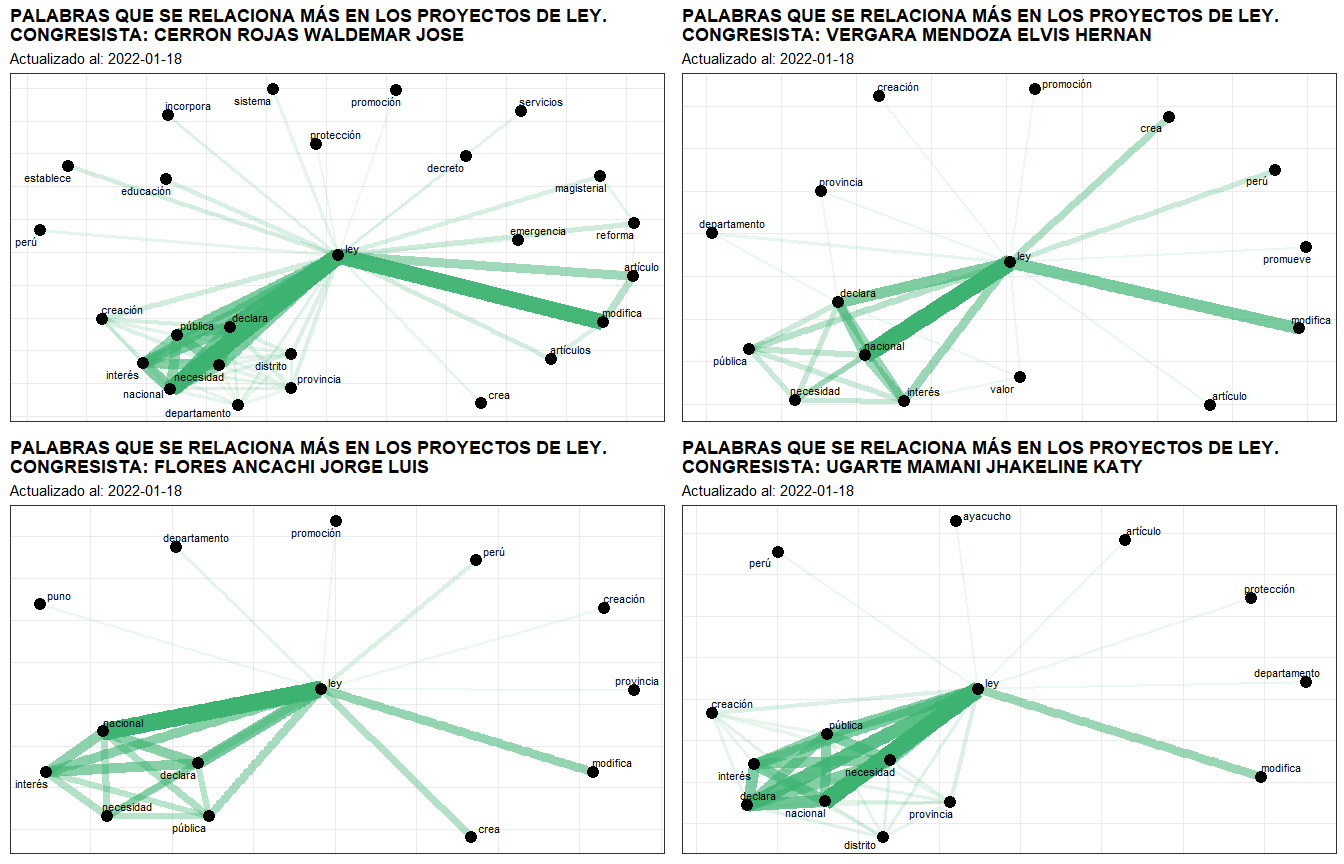 PALABRAS QUE SE RELACIONA MÁS EN LOS PROYECTOS DE LEY.
CONGRESISTA: CERRON ROJAS WALDEMAR JOSE
Actualizado al: 2022-01-18
incorpora
sistema
promoción
servicios
protección
decreto
establece
educación
magisterial
perú
emergencia
reforma
ley
artículo
creación
pública
declara
modifica
interés
necesidad
distrito
artículos
nacional
provincia
departamento
crea
PALABRAS QUE SE RELACIONA MÁS EN LOS PROYECTOS DE LEY.
CONGRESISTA: VERGARA MENDOZA ELVIS HERNAN
Actualizado al: 2022-01-18
creación
promoción
crea
provincia
perú
departamento
ley
promueve
declara
modifica
pública
nacional
necesidad
interés
valor
artículo
PALABRAS QUE SE RELACIONA MÁS EN LOS PROYECTOS DE LEY.
CONGRESISTA: FLORES ANCACHI JORGE LUIS
Actualizado al: 2022-01-18
departamento
promoción
perú
puno
creación
ley
provincia
nacional
declara
modifica
interés
necesidad
pública
crea
PALABRAS QUE SE RELACIONA MÁS EN LOS PROYECTOS DE LEY.
CONGRESISTA: UGARTE MAMANI JHAKELINE KATY
Actualizado al: 2022-01-18
ayacucho
artículo
perú
protección
departamento
ley
creación
pública
interés
necesidad
modifica
declara
nacional
provincia
distrito